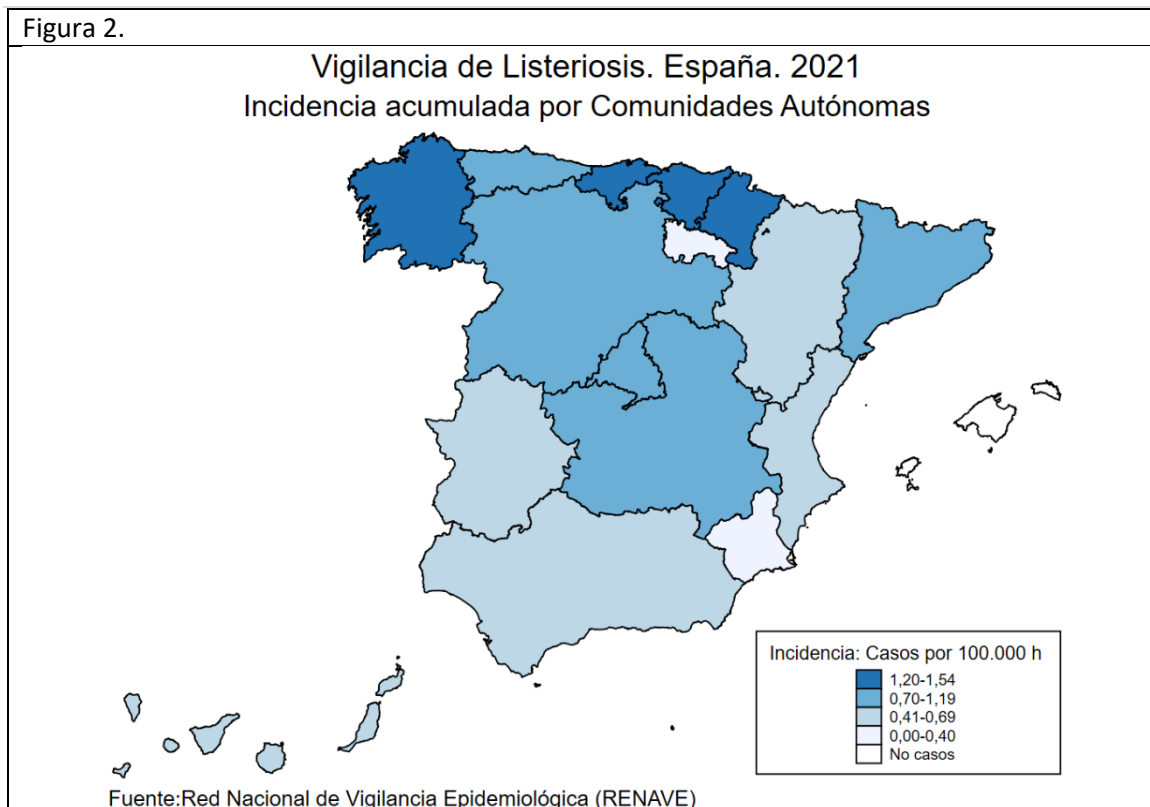 Figura 2.
Vigilancia de Listeriosis. España. 2021
Incidencia acumulada por Comunidades Autónomas
Incidencia: Casos por 100.000 h
1,20-1,54
0,70-1,19
0,41-0,69
0,00-0,40
No casos
Fuente:Red Nacional de Vigilancia Epidemiológica (RENAVE)